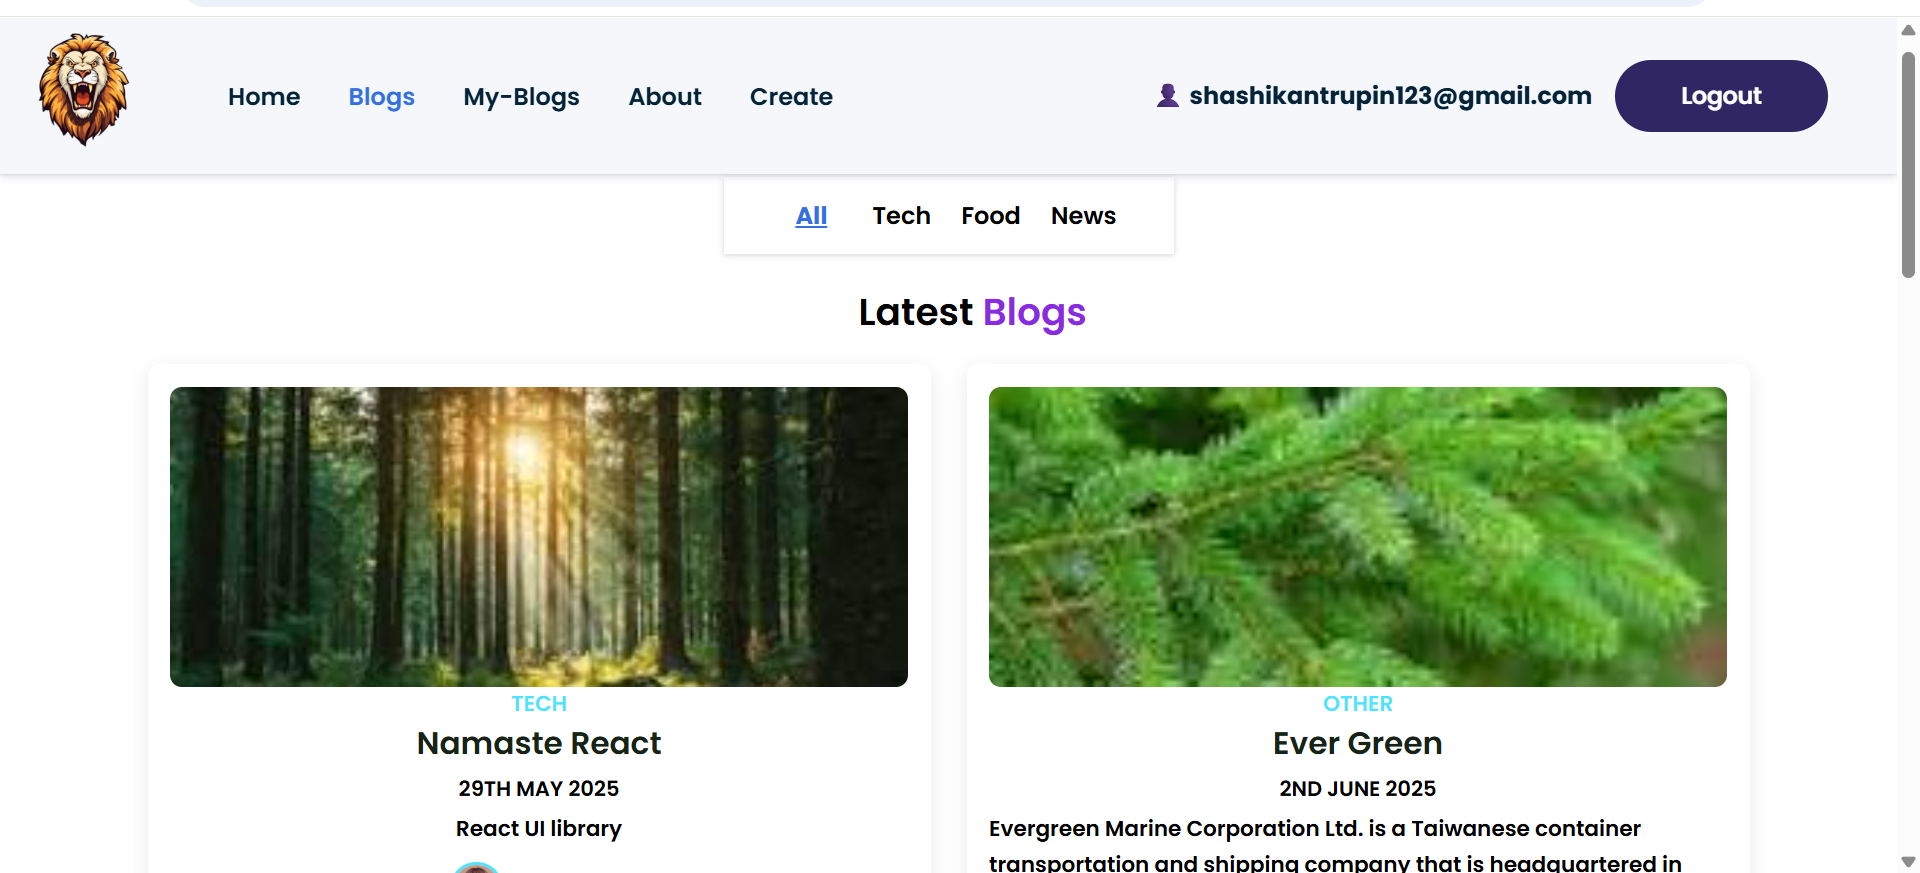 Home Blogs My-Blogs About Create shashikantrupin123@gmail.com Logout
All Tech Food News
Latest Blogs
TECH
Namaste React
29TH MAY 2025
React UI library
OTHER
Ever Green
2ND JUNE 2025
Evergreen Marine Corporation Ltd. is a Taiwanese container
transportation and shipping company that is headquartered in